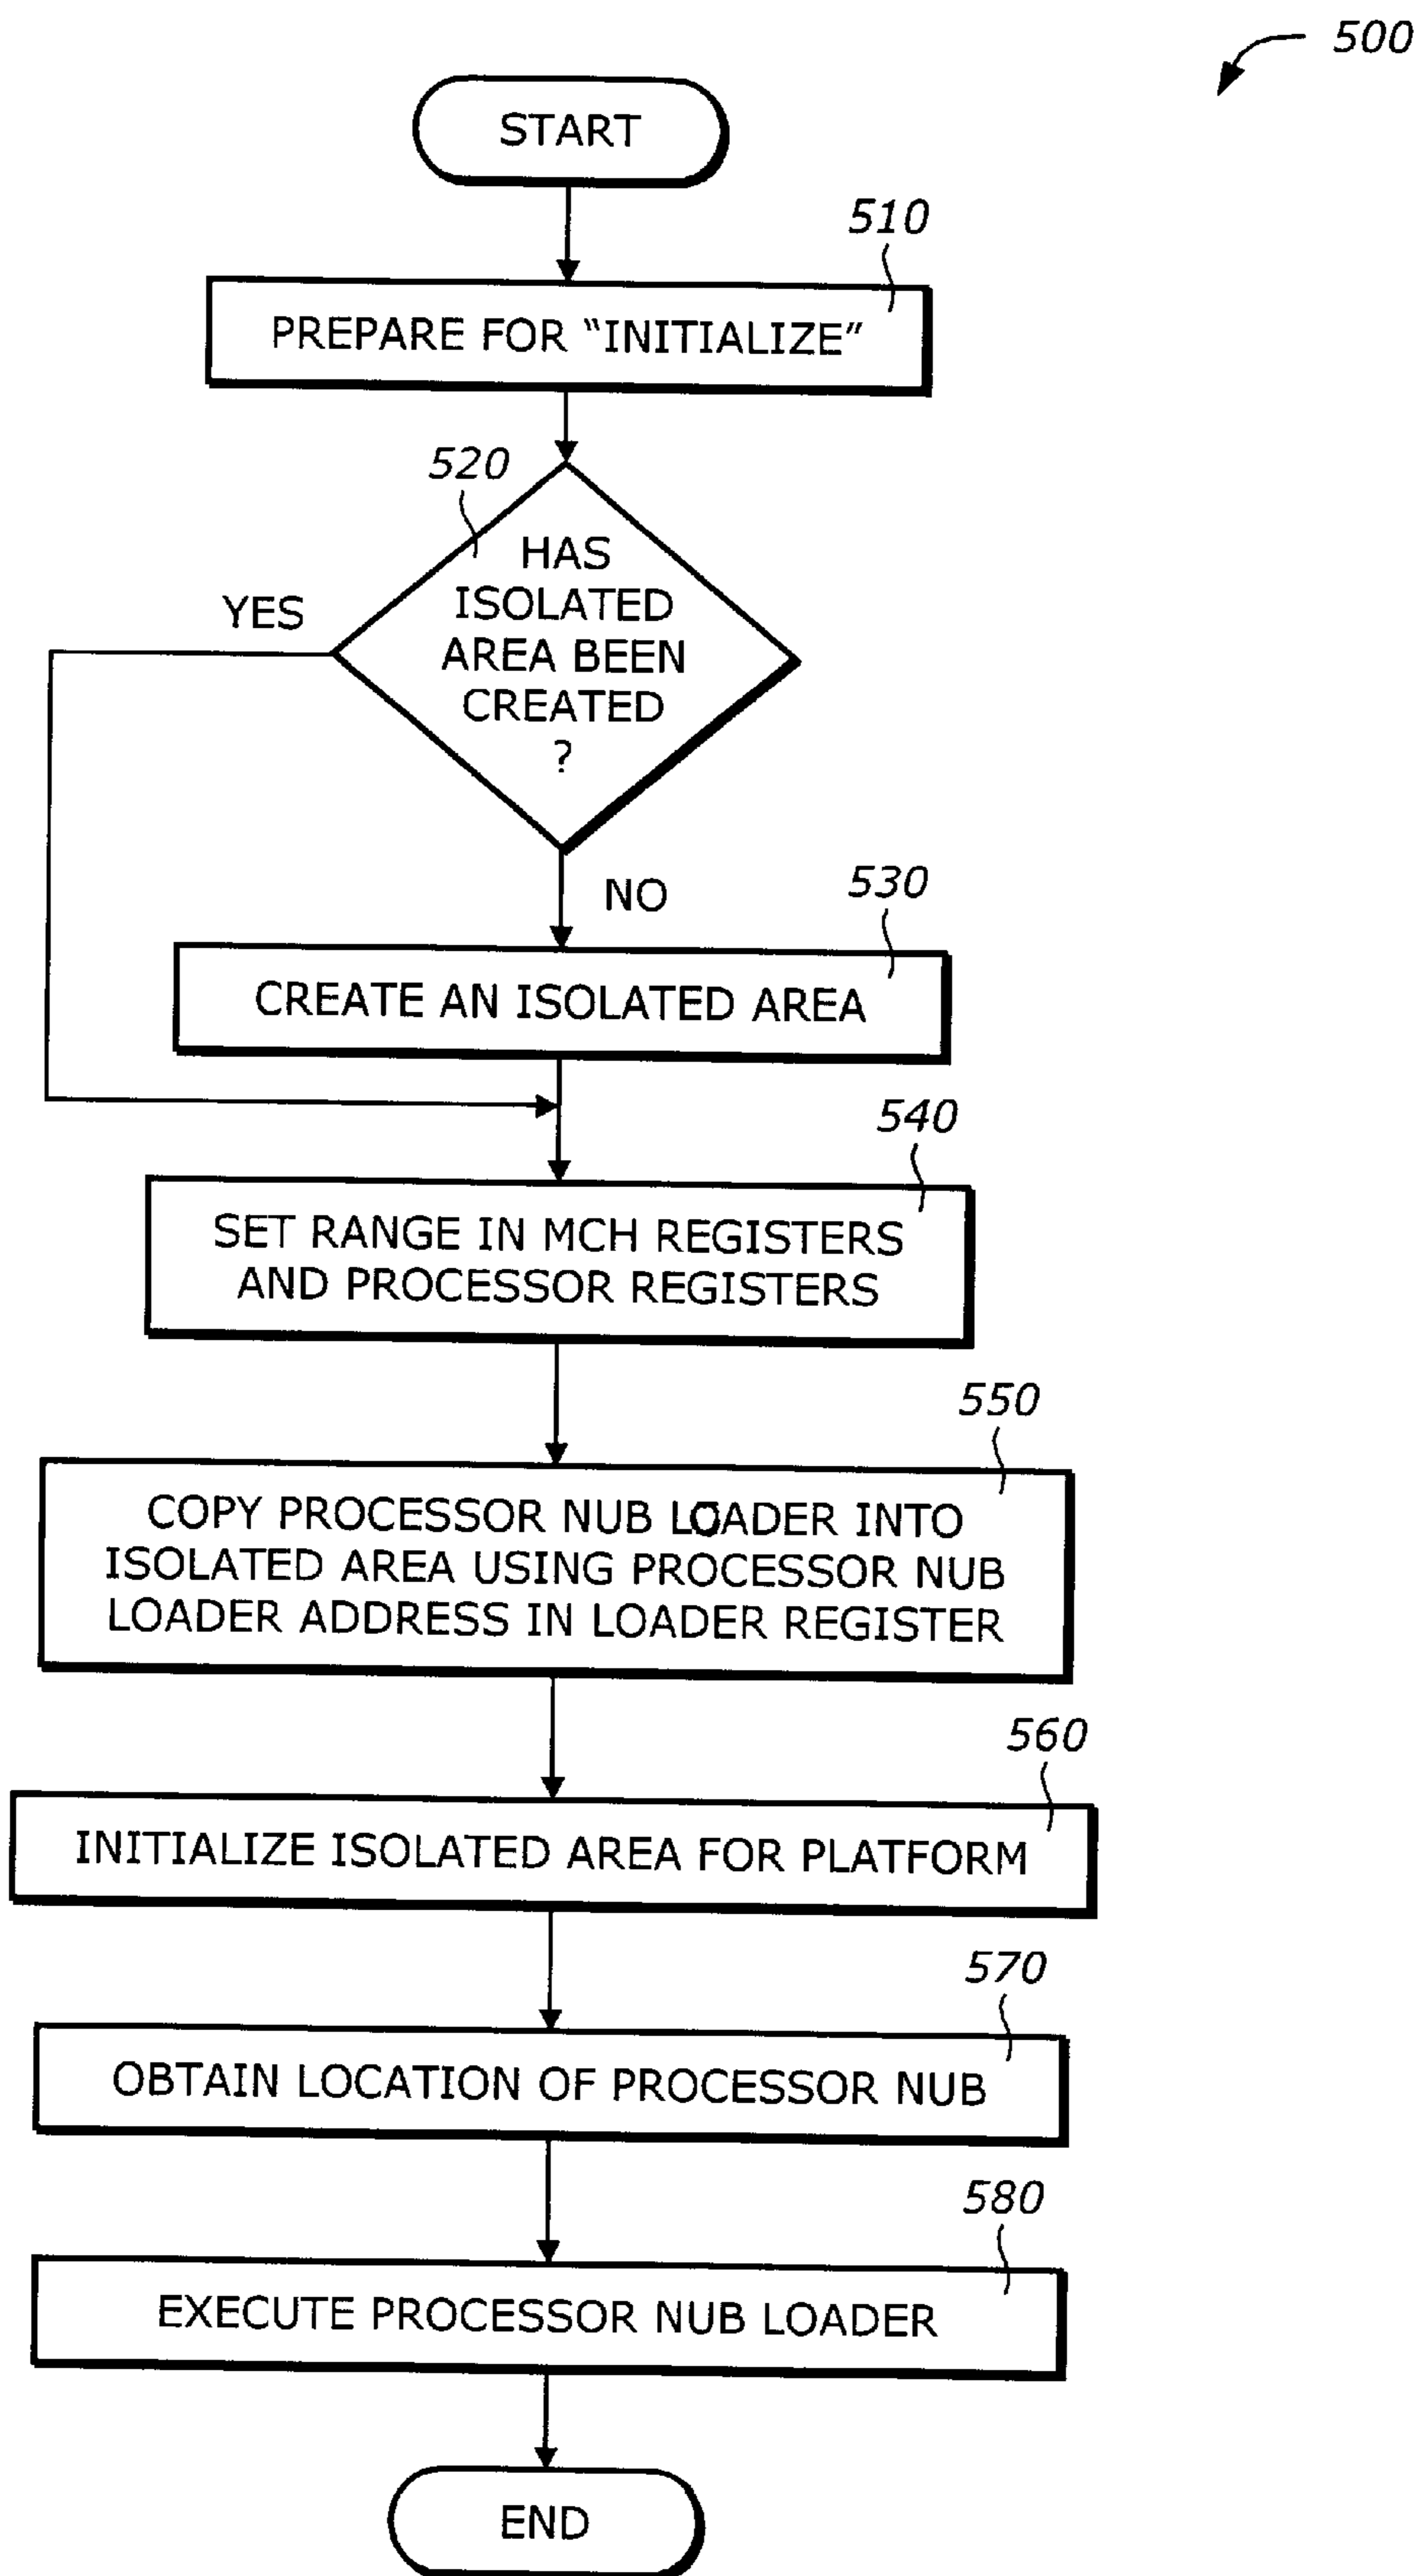 500
START
510
PREPARE FOR “INITIALIZE”
520
HAS
ISOLATED
AREA BEEN
CREATED
?
YES
NO
530
CREATE AN ISOLATED AREA
540
SET RANGE IN MCH REGISTERS
AND PROCESSOR REGISTERS
550
COPY PROCESSOR NUB LOADER INTO
ISOLATED AREA USING PROCESSOR NUB
LOADER ADDRESS IN LOADER REGISTER
560
INITIALIZE ISOLATED AREA FOR PLATFORM
570
OBTAIN LOCATION OF PROCESSOR NUB
580
EXECUTE PROCESSOR NUB LOADER
END